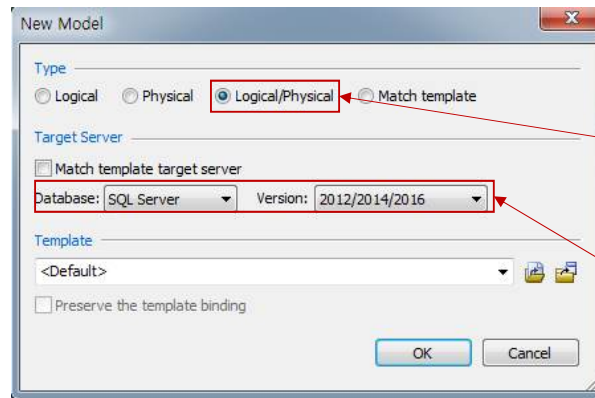 New Model
Type
Logical Physical Logical/Physical Match template
Target Server
Match template target server
Database: SQL Server Version: 2012/2014/2016
Template
<Default>
Preserve the template binding
OK Cancel